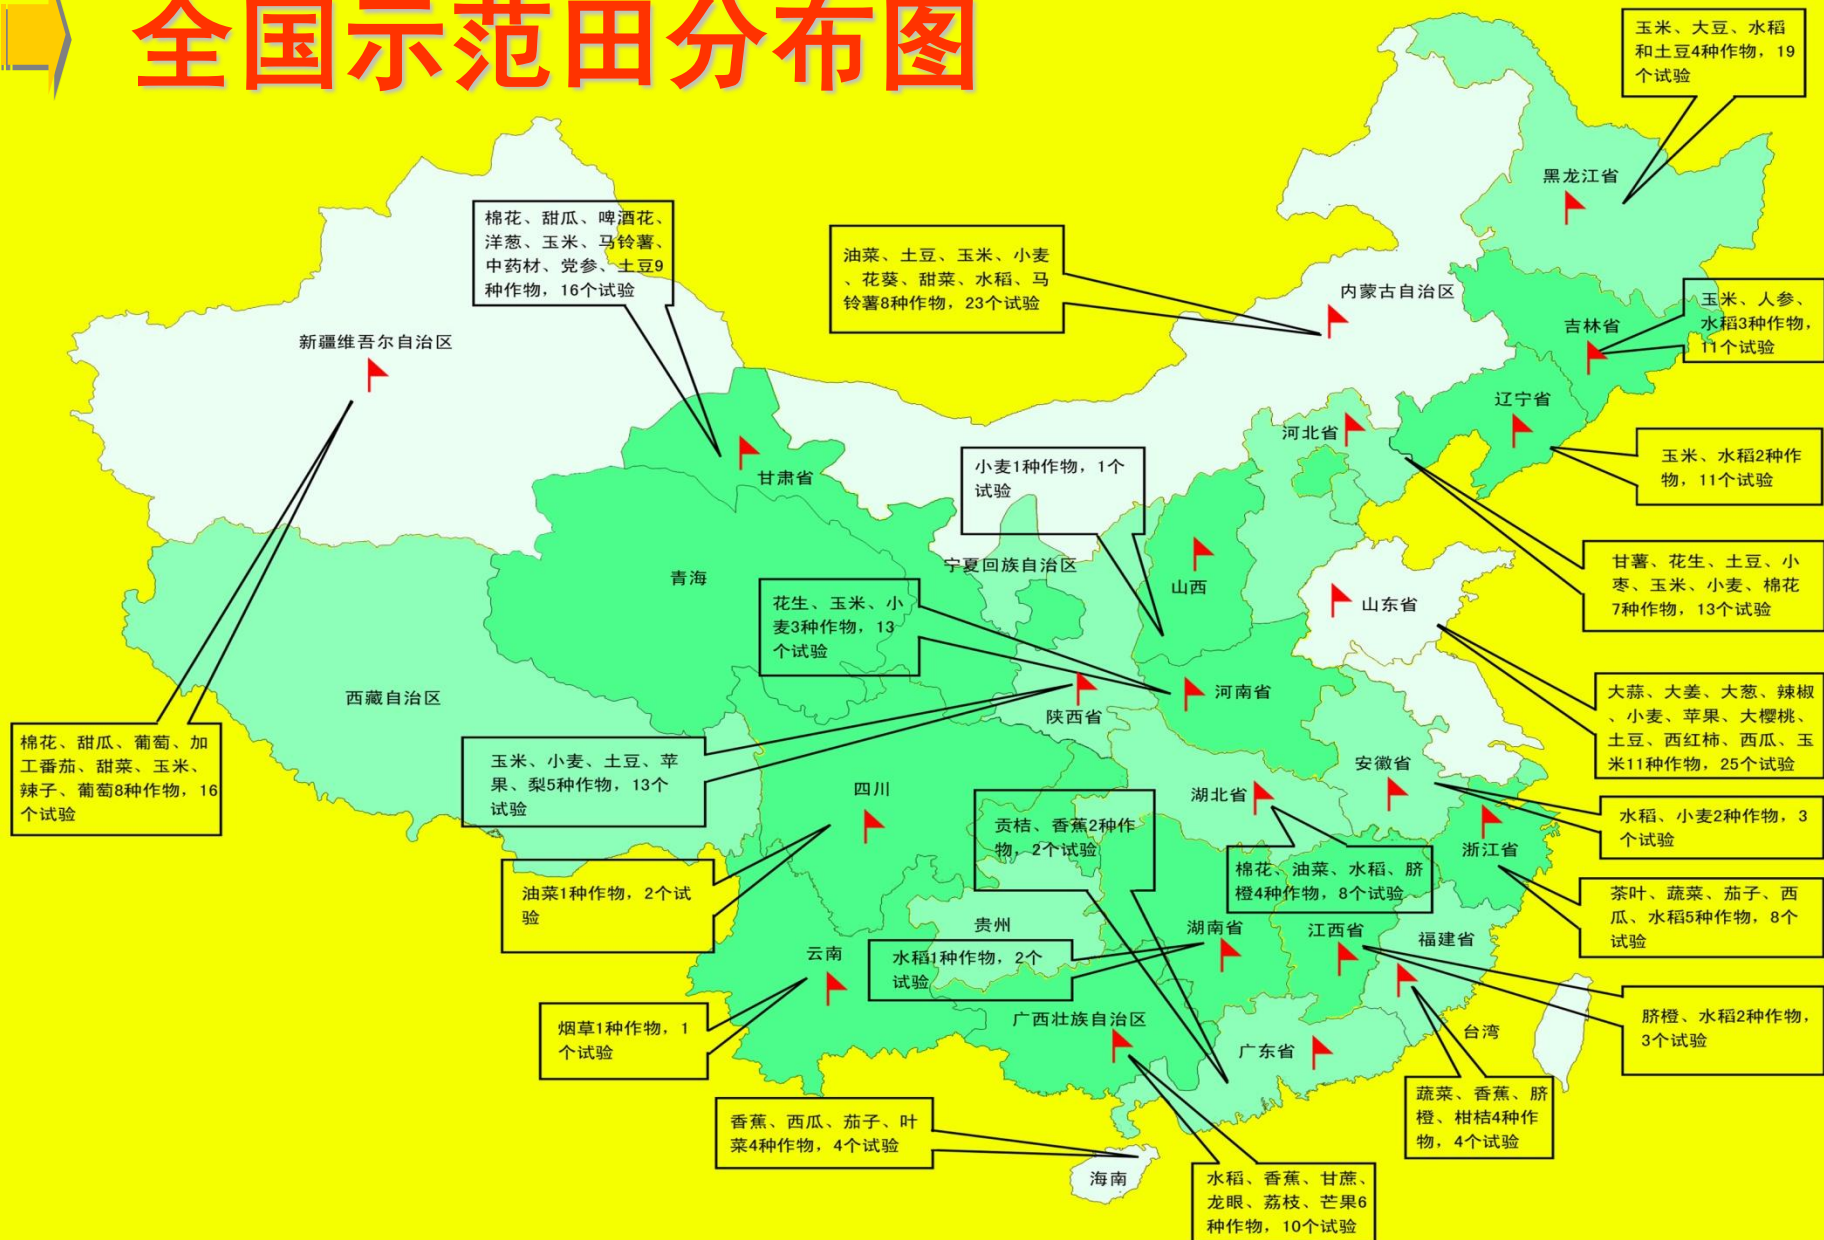 全国示范田分布图
玉米、大豆、水稻
和土豆4种作物，19
个试验
黑龙江省
棉花、甜瓜、啤酒花、
洋葱、玉米、马铃薯、
中药材、党参、土豆9
种作物，16个试验
油菜、土豆、玉米、小麦
、花葵、甜菜、水稻、马
铃薯8种作物，23个试验
内蒙古自治区
玉米、人参、
水稻3种作物，
11个试验
吉林省
新疆维吾尔自治区
辽宁省
河北省
玉米、水稻2种作
物，11个试验
小麦1种作物，1个
试验
甘肃省
甘薯、花生、土豆、小
枣、玉米、小麦、棉花
7种作物，13个试验
宁夏回族自治区
青海
山西
山东省
花生、玉米、小
麦3种作物，13
个试验
西藏自治区
河南省
陕西省
大蒜、大姜、大葱、辣椒
、小麦、苹果、大樱桃、
土豆、西红柿、西瓜、玉
米11种作物，25个试验
棉花、甜瓜、葡萄、加
工番茄、甜菜、玉米、
辣子、葡萄8种作物，16
个试验
玉米、小麦、土豆、苹
果、梨5种作物，13个
试验
安徽省
四川
湖北省
水稻、小麦2种作物，3
个试验
贡桔、香蕉2种作
物，2个试验
浙江省
棉花、油菜、水稻、脐
橙4种作物，8个试验
油菜1种作物，2个试
验
茶叶、蔬菜、茄子、西
瓜、水稻5种作物，8个
试验
贵州
湖南省
江西省
福建省
云南
水稻1种作物，2个
试验
脐橙、水稻2种作物，
3个试验
烟草1种作物，1
个试验
广西壮族自治区
台湾
广东省
蔬菜、香蕉、脐
橙、柑桔4种作
物，4个试验
香蕉、西瓜、茄子、叶
菜4种作物，4个试验
海南
水稻、香蕉、甘蔗、
龙眼、荔枝、芒果6
种作物，10个试验